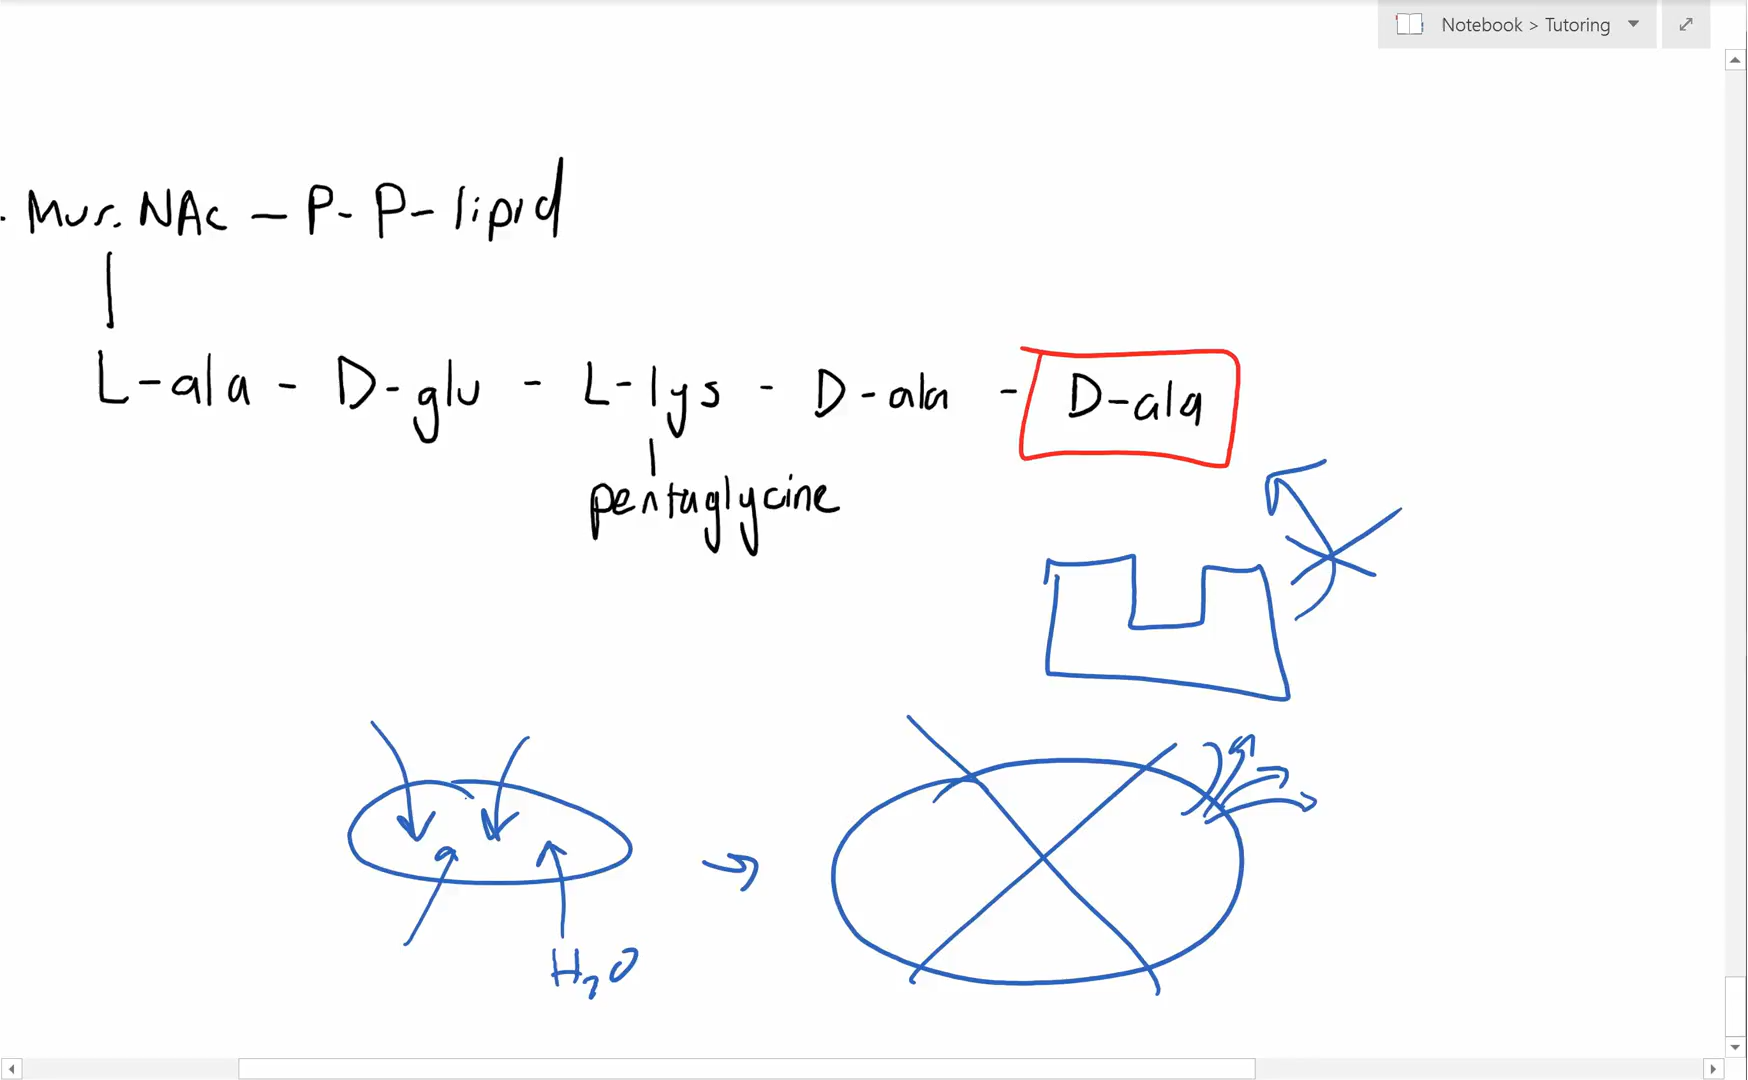 Notebook > Tutoring
. Mur. NAc - P - P - lipid
L-ala - D-glu - L-lys - D-ala - D-ala
pentaglycine
H2O